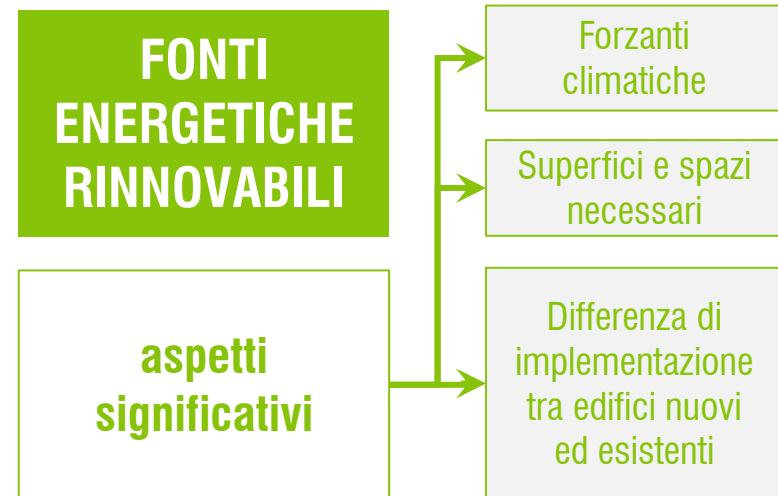 FONTI
ENERGETICHE
RINNOVABILI
aspetti
significativi
Forzanti
climatiche
Superfici e spazi
necessari
Differenza di
implementazione
tra edifici nuovi
ed esistenti